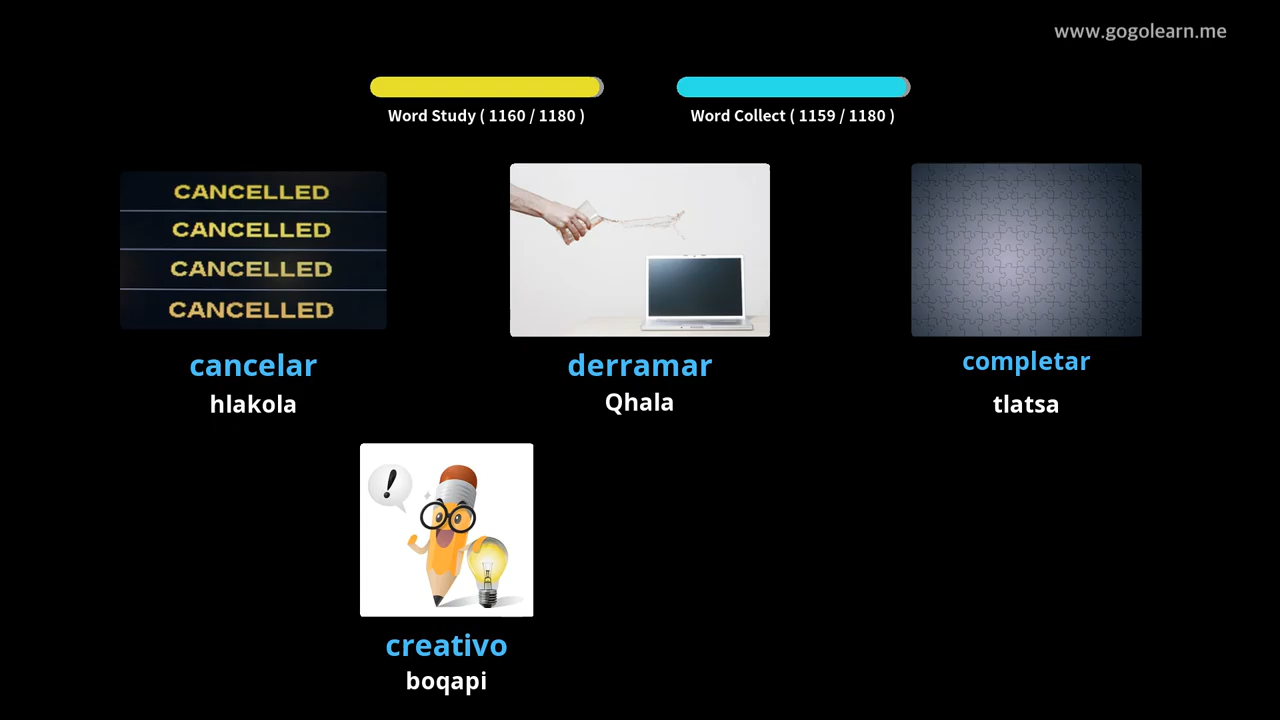 www.gogolearn.me
Word Study ( 1160 / 1180 )
Word Collect ( 1159 / 1180 )
CANCELLED
CANCELLED
CANCELLED
CANCELLED
cancelar
hlakola
derramar
Qhala
completar
tlatsa
!
creativo
boqapi